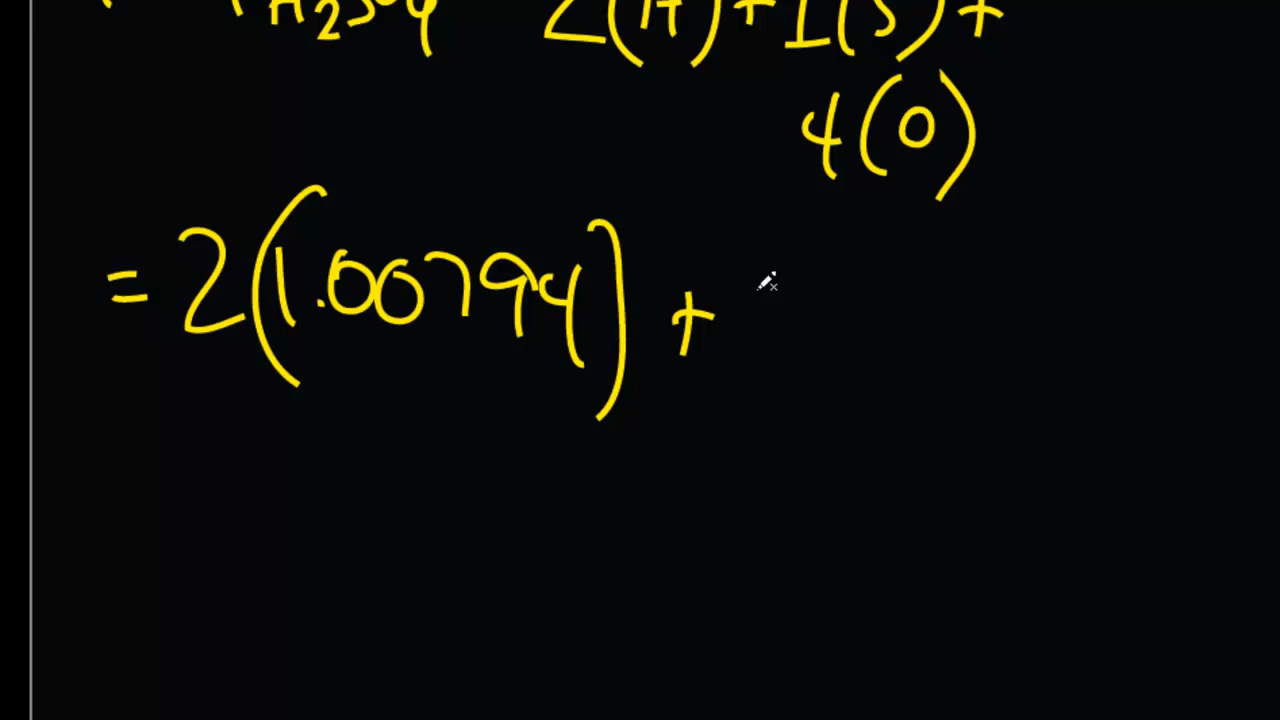 H₂SO₄ 2(H) + 1(S) +
4(O)
= 2(1.00794) +